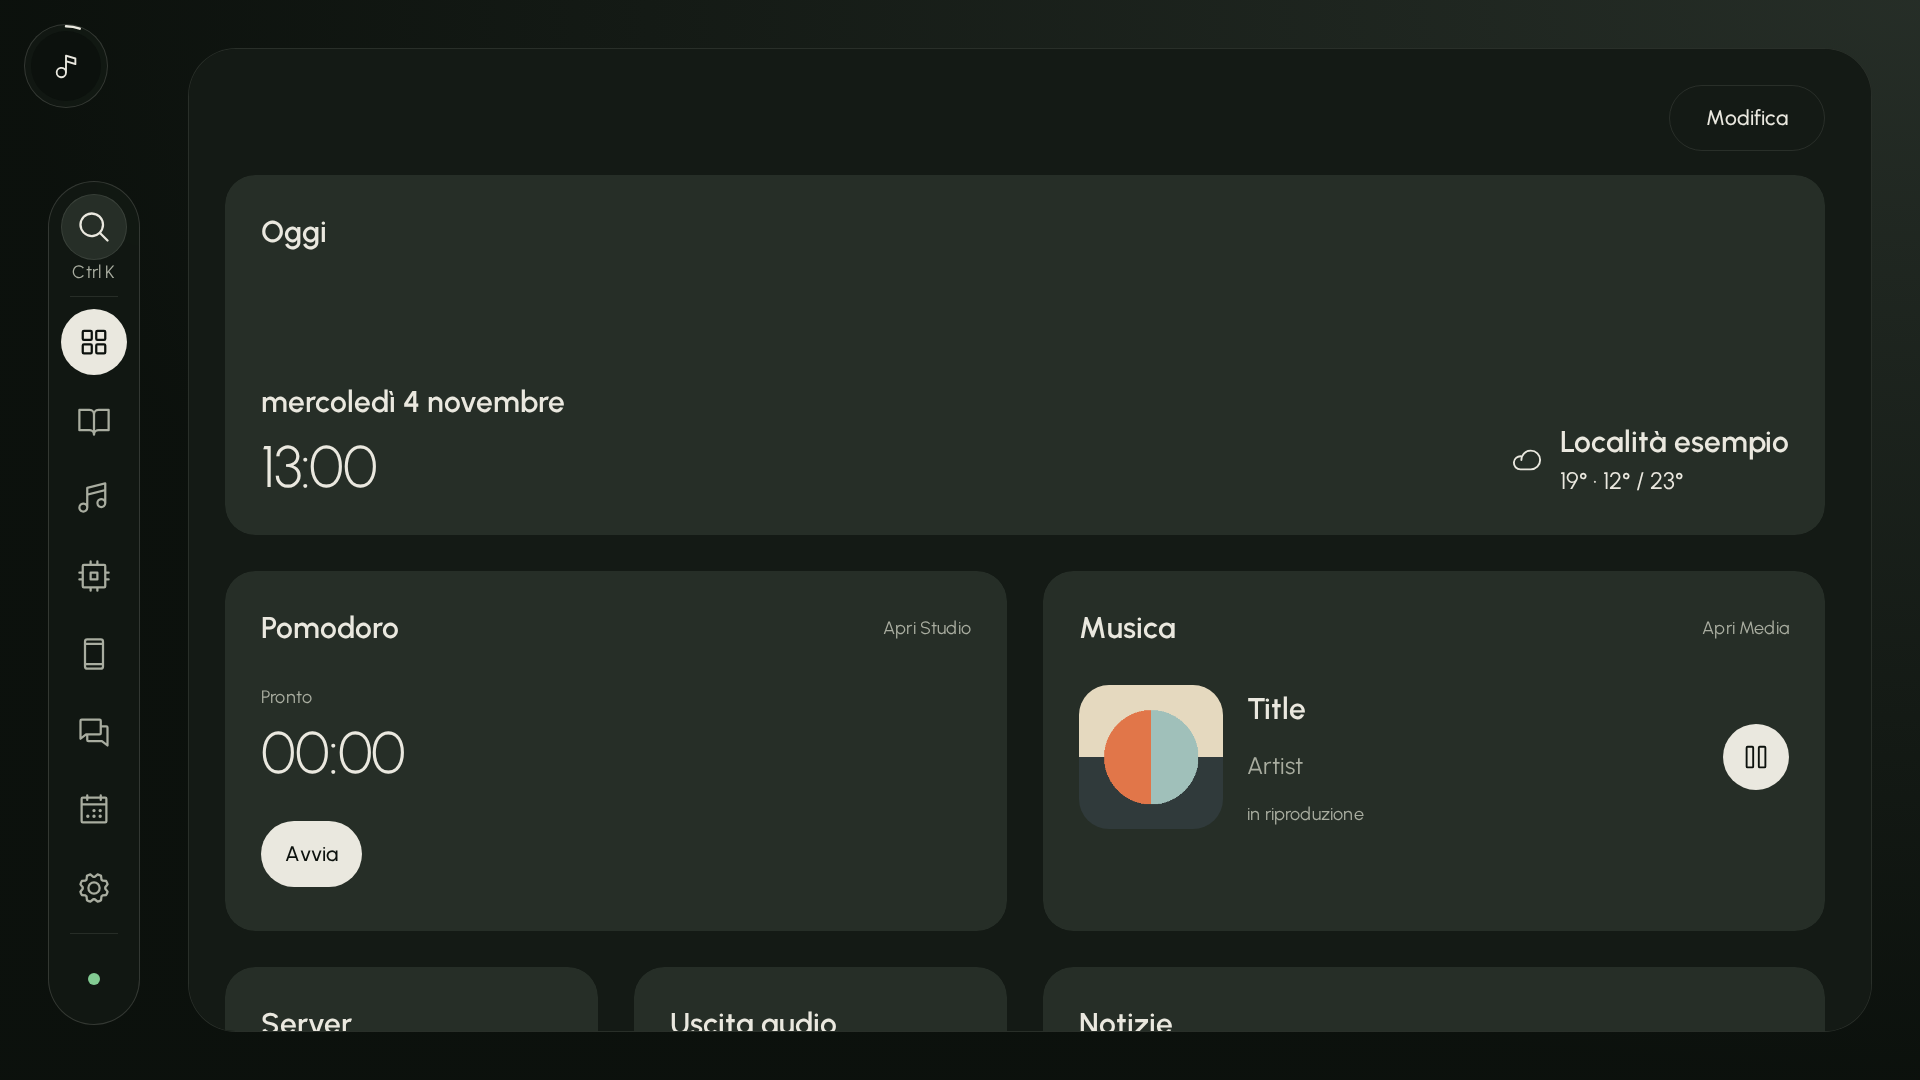 Modifica
Ctrl K
Oggi
mercoledì 4 novembre
13:00
Località esempio
19° · 12° / 23°
Pomodoro
Apri Studio
Pronto
00:00
Avvia
Musica
Apri Media
Title
Artist
in riproduzione
Server
Uscita audio
Notizie